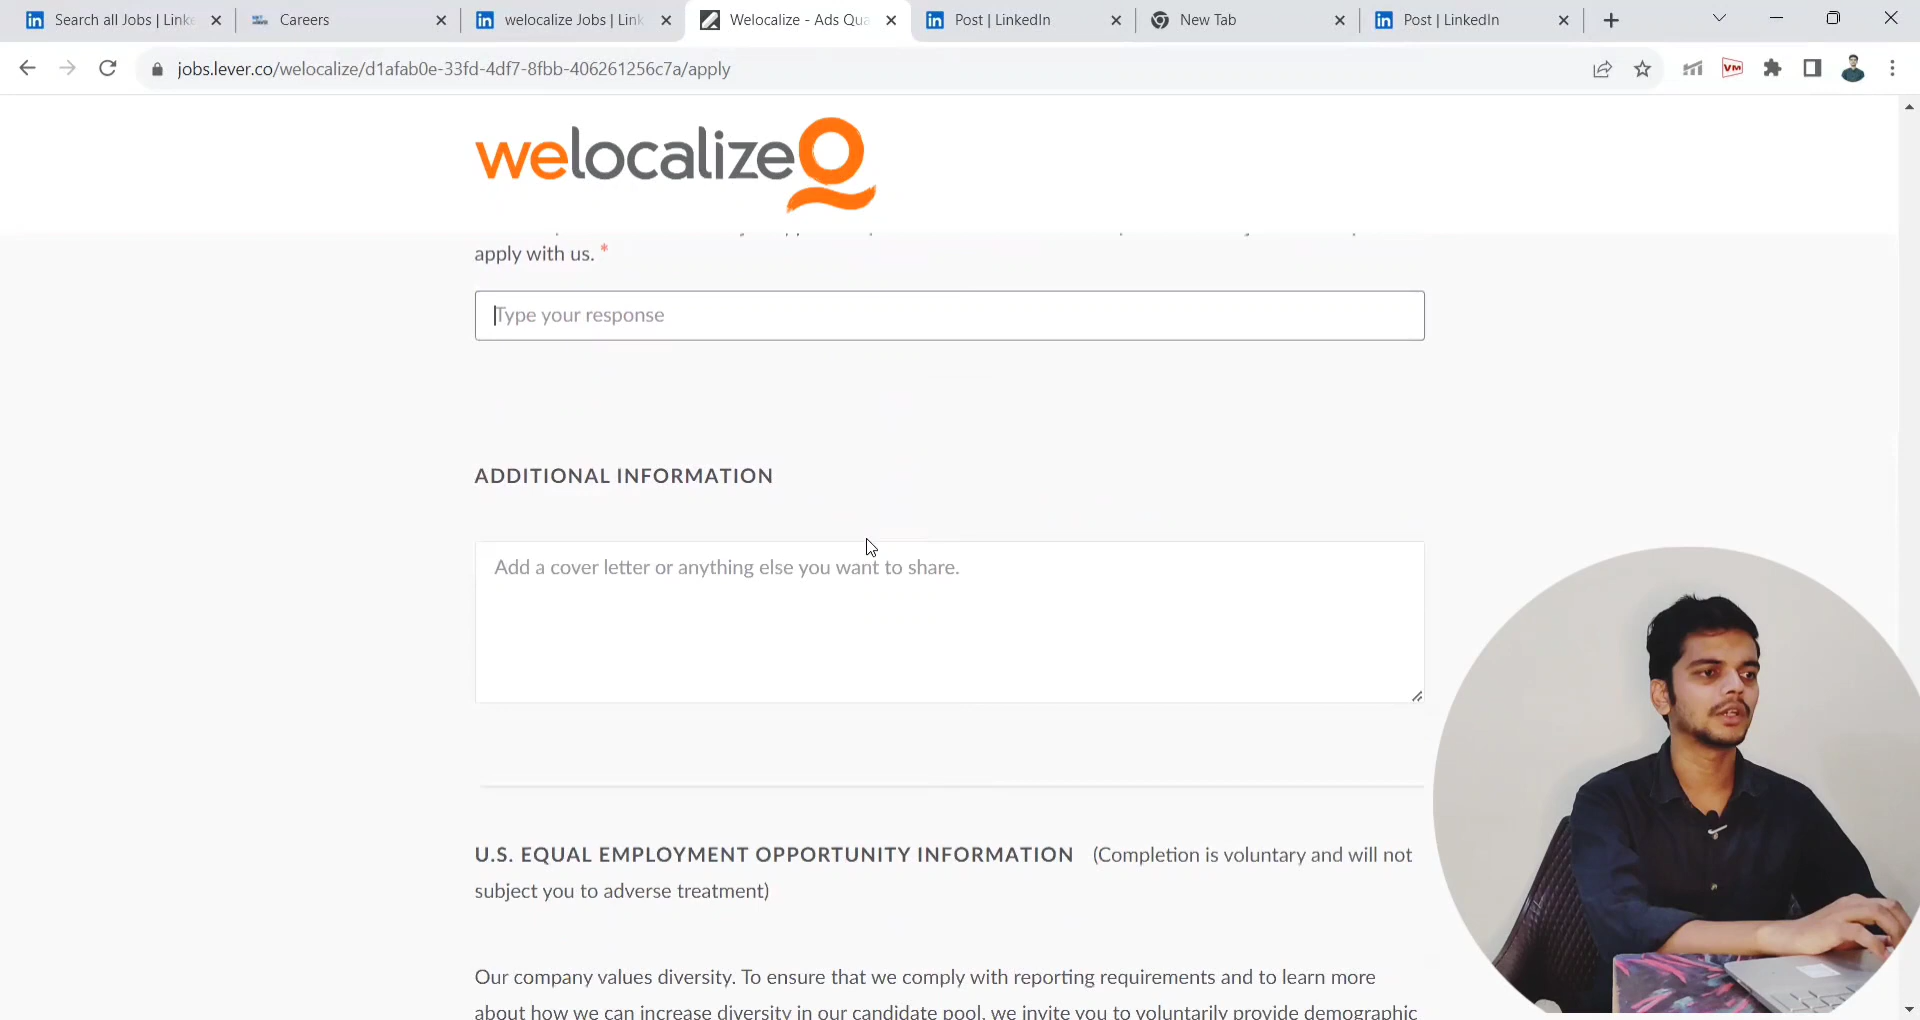 Search all Jobs | Linke
Careers
welocalize Jobs | Link
Welocalize - Ads Qua
Post | LinkedIn
New Tab
Post | LinkedIn
jobs.lever.co/welocalize/d1afab0e-33fd-4df7-8fbb-406261256c7a/apply
VM
welocalize
apply with us. *
Type your response
ADDITIONAL INFORMATION
Add a cover letter or anything else you want to share.
U.S. EQUAL EMPLOYMENT OPPORTUNITY INFORMATION (Completion is voluntary and will not
subject you to adverse treatment)
Our company values diversity. To ensure that we comply with reporting requirements and to learn more
about how we can increase diversity in our candidate pool, we invite you to voluntarily provide demographic